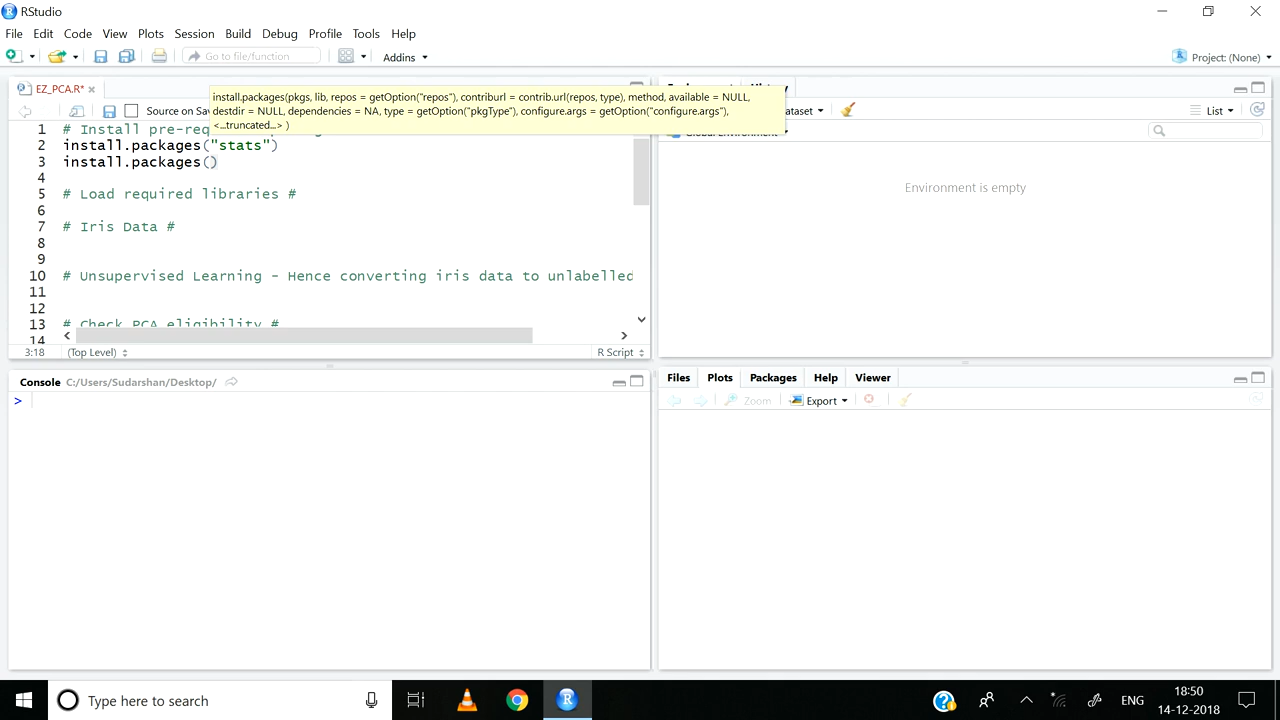 RStudio
File Edit Code View Plots Session Build Debug Profile Tools Help
Go to file/function
Addins
Project: (None)
EZ_PCA.R*
install.packages(pkgs, lib, repos = getOption("repos"), contriburl = contrib.url(repos, type), method, available = NULL,
destdir = NULL, dependencies = NA, type = getOption("pkgType"), configure.args = getOption("configure.args"),
<...truncated...> )
Source on Sav
ataset
List
1 # Install pre-req
2 install.packages("stats")
3 install.packages()
4
5 # Load required libraries #
6
7 # Iris Data #
8
9
10 # Unsupervised Learning - Hence converting iris data to unlabelled
11
12
13 # Check PCA eligibility #
14
3:18 (Top Level) R Script
Global Environment
Environment is empty
Console C:/Users/Sudarshan/Desktop/
>
Files Plots Packages Help Viewer
Zoom Export
Type here to search
ENG
18:50
14-12-2018